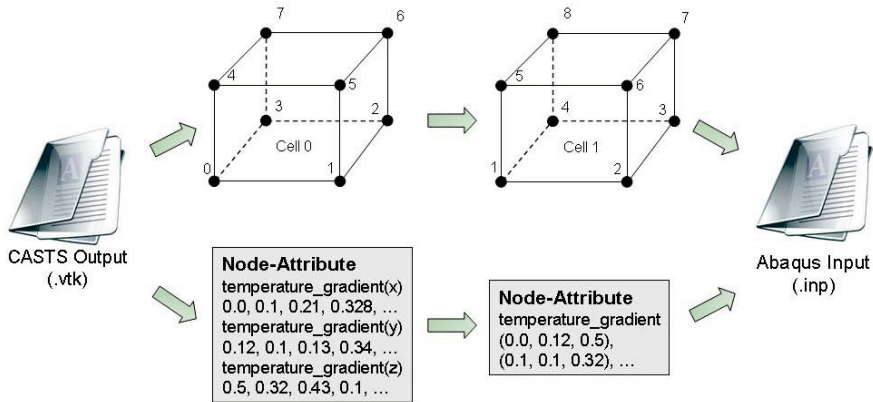 7
6
4
5
3
2
Cell 0
0
1
8
7
5
6
4
3
Cell 1
1
2
A
CASTS Output
(.vtk)
Node-Attribute
temperature_gradient(x)
0.0, 0.1, 0.21, 0.328, ...
temperature_gradient(y)
0.12, 0.1, 0.13, 0.34, ...
temperature_gradient(z)
0.5, 0.32, 0.43, 0.1, ...
Node-Attribute
temperature_gradient
(0.0, 0.12, 0.5),
(0.1, 0.1, 0.32), ...
A
Abaqus Input
(.inp)